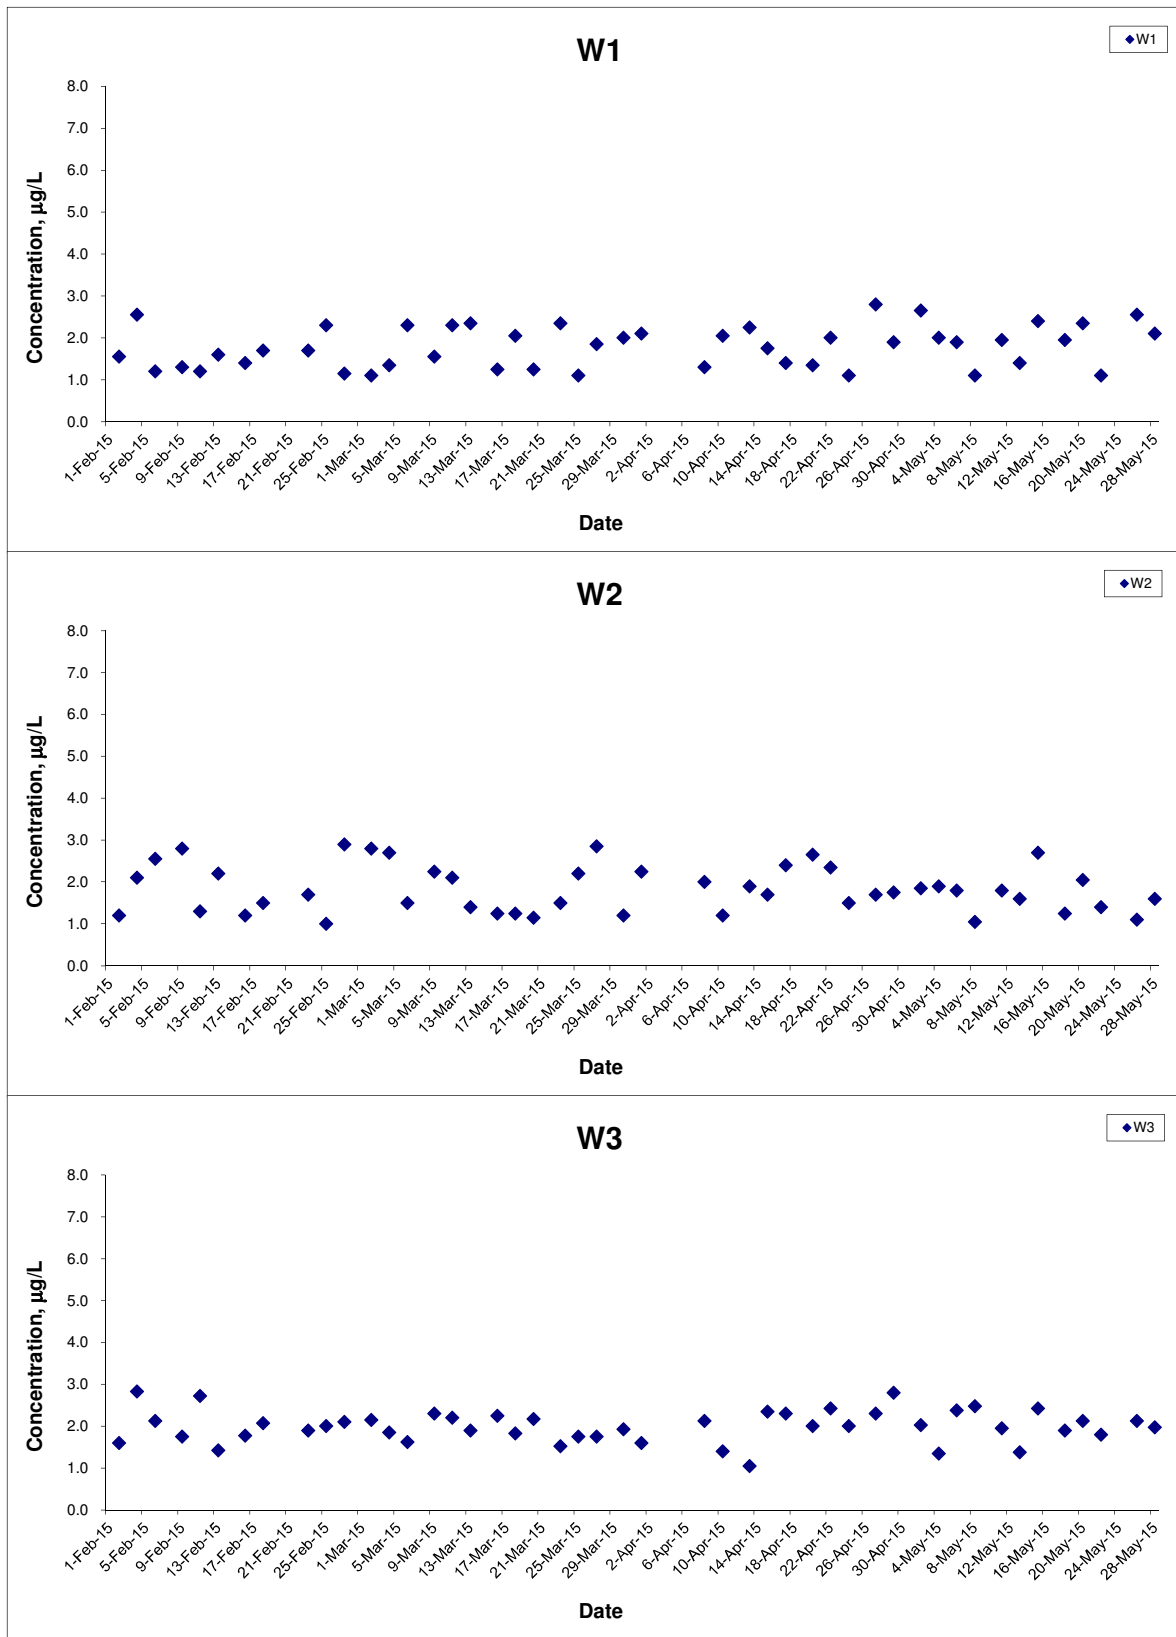 W1
W1
8.0
7.0
6.0
5.0
4.0
3.0
2.0
1.0
0.0
Concentration, µg/L
1-Feb-15 5-Feb-15 9-Feb-15 13-Feb-15 17-Feb-15 21-Feb-15 25-Feb-15 1-Mar-15 5-Mar-15 9-Mar-15 13-Mar-15 17-Mar-15 21-Mar-15 25-Mar-15 29-Mar-15 2-Apr-15 6-Apr-15 10-Apr-15 14-Apr-15 18-Apr-15 22-Apr-15 26-Apr-15 30-Apr-15 4-May-15 8-May-15 12-May-15 16-May-15 20-May-15 24-May-15 28-May-15
Date
W2
W2
8.0
7.0
6.0
5.0
4.0
3.0
2.0
1.0
0.0
Concentration, µg/L
1-Feb-15 5-Feb-15 9-Feb-15 13-Feb-15 17-Feb-15 21-Feb-15 25-Feb-15 1-Mar-15 5-Mar-15 9-Mar-15 13-Mar-15 17-Mar-15 21-Mar-15 25-Mar-15 29-Mar-15 2-Apr-15 6-Apr-15 10-Apr-15 14-Apr-15 18-Apr-15 22-Apr-15 26-Apr-15 30-Apr-15 4-May-15 8-May-15 12-May-15 16-May-15 20-May-15 24-May-15 28-May-15
Date
W3
W3
8.0
7.0
6.0
5.0
4.0
3.0
2.0
1.0
0.0
Concentration, µg/L
1-Feb-15 5-Feb-15 9-Feb-15 13-Feb-15 17-Feb-15 21-Feb-15 25-Feb-15 1-Mar-15 5-Mar-15 9-Mar-15 13-Mar-15 17-Mar-15 21-Mar-15 25-Mar-15 29-Mar-15 2-Apr-15 6-Apr-15 10-Apr-15 14-Apr-15 18-Apr-15 22-Apr-15 26-Apr-15 30-Apr-15 4-May-15 8-May-15 12-May-15 16-May-15 20-May-15 24-May-15 28-May-15
Date